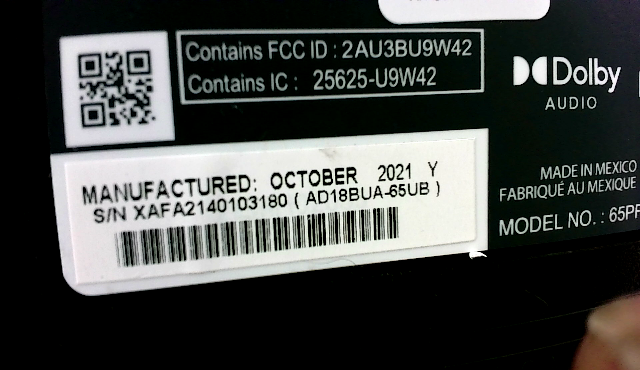 Contains FCC ID : 2AU3BU9W42
Contains IC : 25625-U9W42
Dolby
AUDIO
MANUFACTURED: OCTOBER 2021 Y
S/N XAFA2140103180 ( AD18BUA-65UB )
MADE IN MEXICO
FABRIQUÉ AU MEXIQUE
MODEL NO. : 65PF